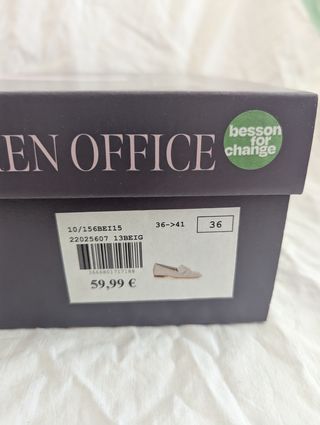 EN OFFICE
besson
for
change
10/156BEI15 36->41 36
22025607 13BEIG
59,99 €